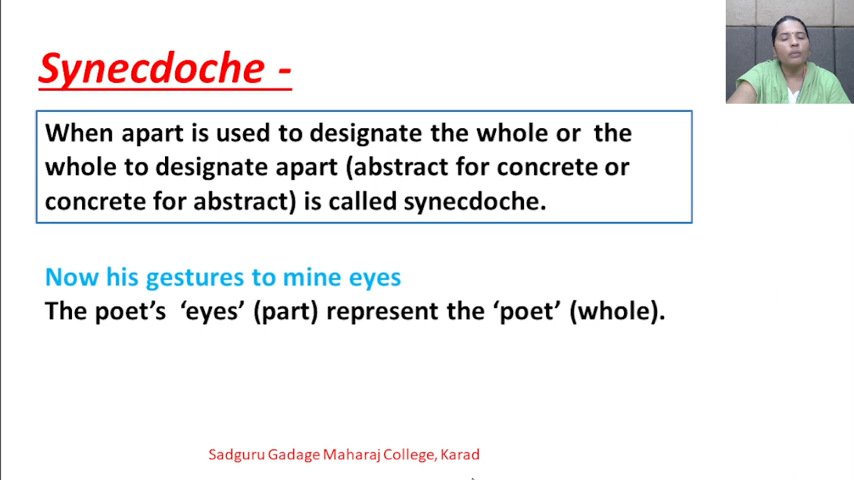 Synecdoche -
When apart is used to designate the whole or the
whole to designate apart (abstract for concrete or
concrete for abstract) is called synecdoche.
Now his gestures to mine eyes
The poet’s ‘eyes’ (part) represent the ‘poet’ (whole).
Sadguru Gadage Maharaj College, Karad